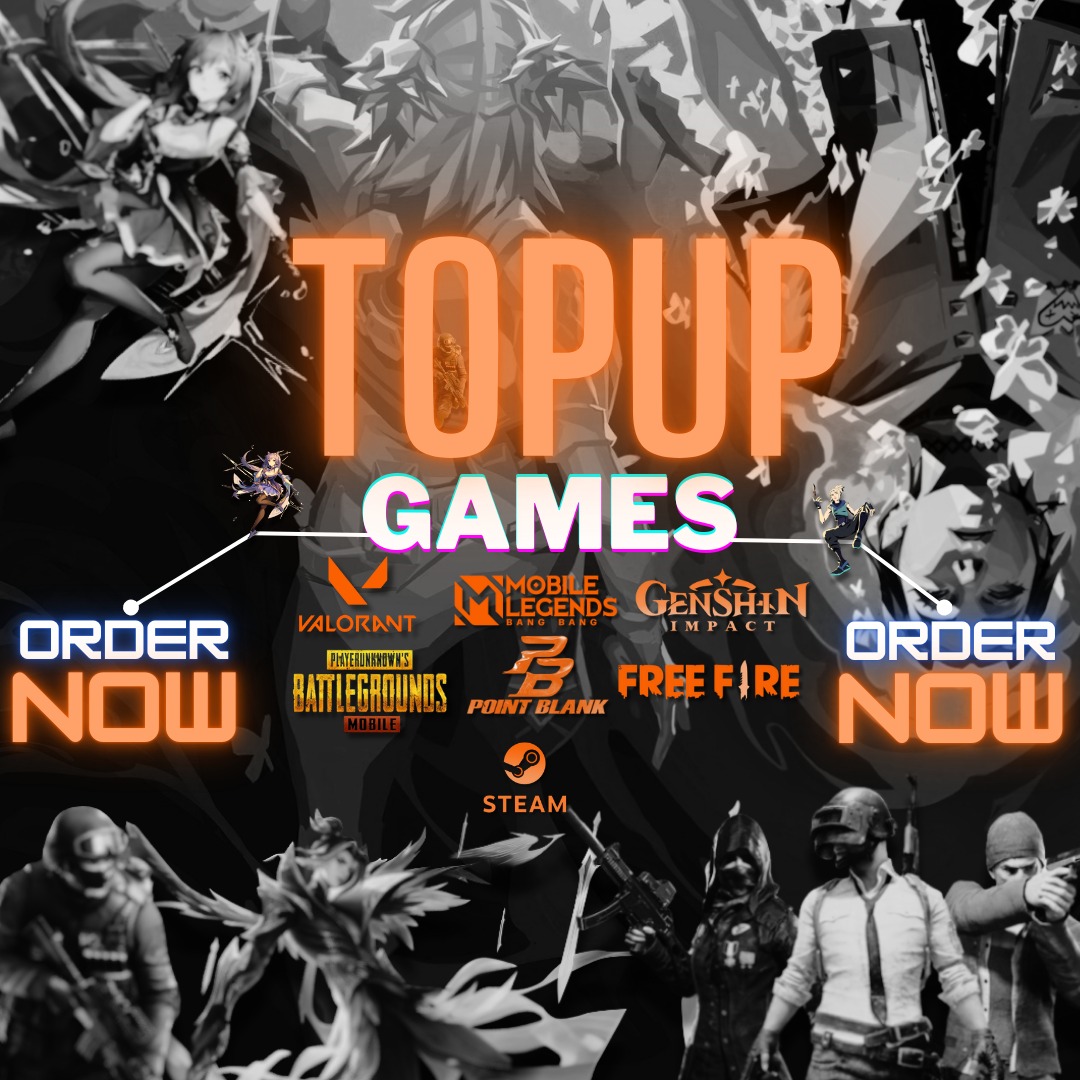 TOPUP
GAMES
ORDER
NOW
VALORANT
MOBILE
LEGENDS
BANG BANG
GENSHIN
IMPACT
PLAYERUNKNOWN'S
BATTLEGROUNDS
MOBILE
PB
POINT BLANK
FREE FIRE
STEAM
ORDER
NOW